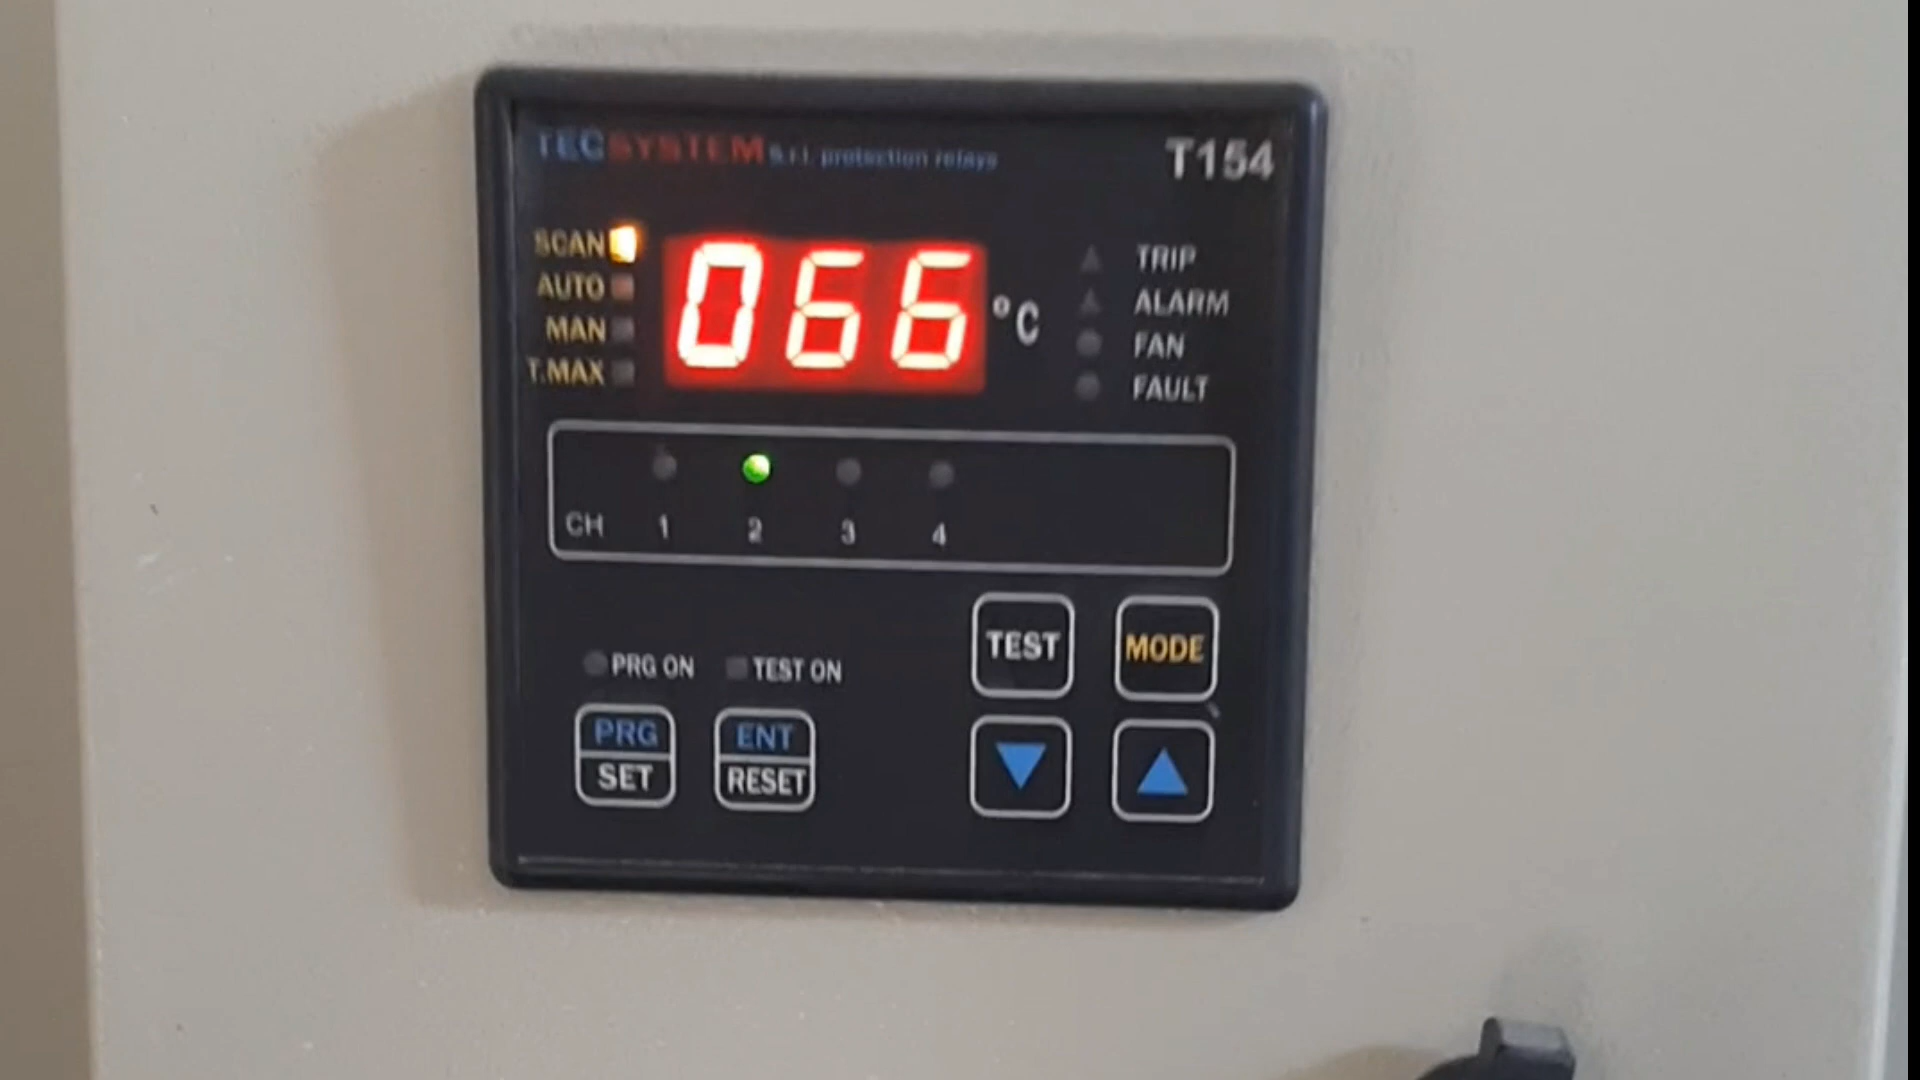 TECSYSTEM S.r.l. protection relays
T154
SCAN
AUTO
MAN
T.MAX
066 °C
TRIP
ALARM
FAN
FAULT
CH 1 2 3 4
PRG ON
TEST ON
TEST
MODE
PRG
SET
ENT
RESET